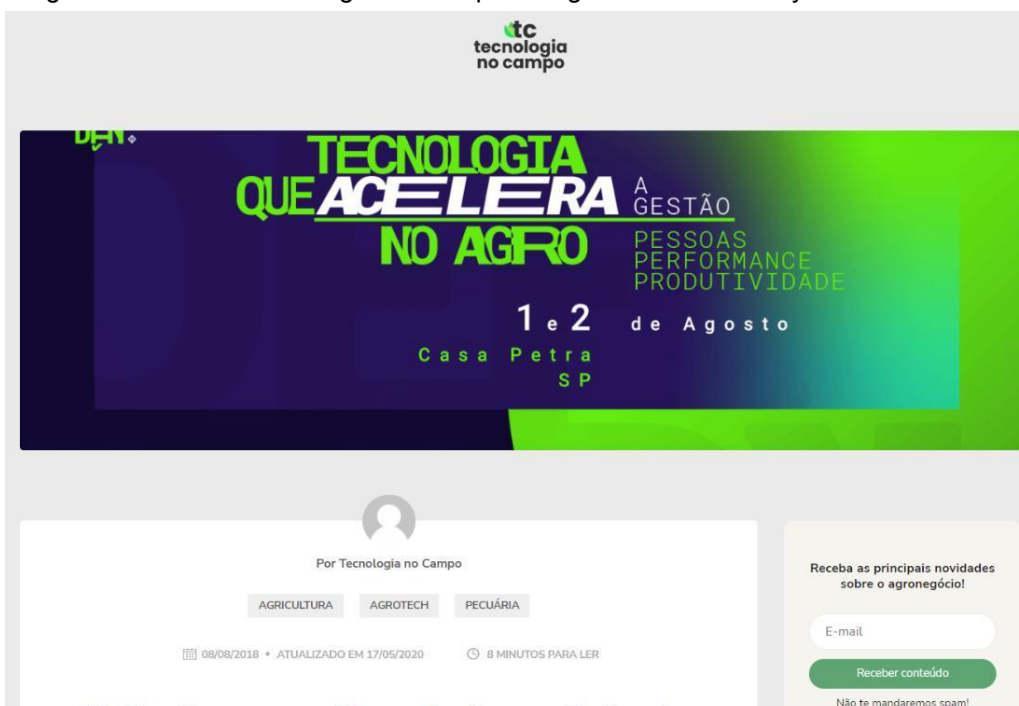 tc
tecnologia
no campo
TECNOLOGIA
QUE ACELERA
NO AGRO
A
GESTÃO
PESSOAS
PERFORMANCE
PRODUTIVIDADE
1 e 2 de Agosto
Casa Petra
SP
Por Tecnologia no Campo
AGRICULTURA AGROTECH PECUÁRIA
08/08/2018 • ATUALIZADO EM 17/05/2020 8 MINUTOS PARA LER
Receba as principais novidades
sobre o agronegócio!
E-mail
Receber conteúdo
Não te mandaremos spam!